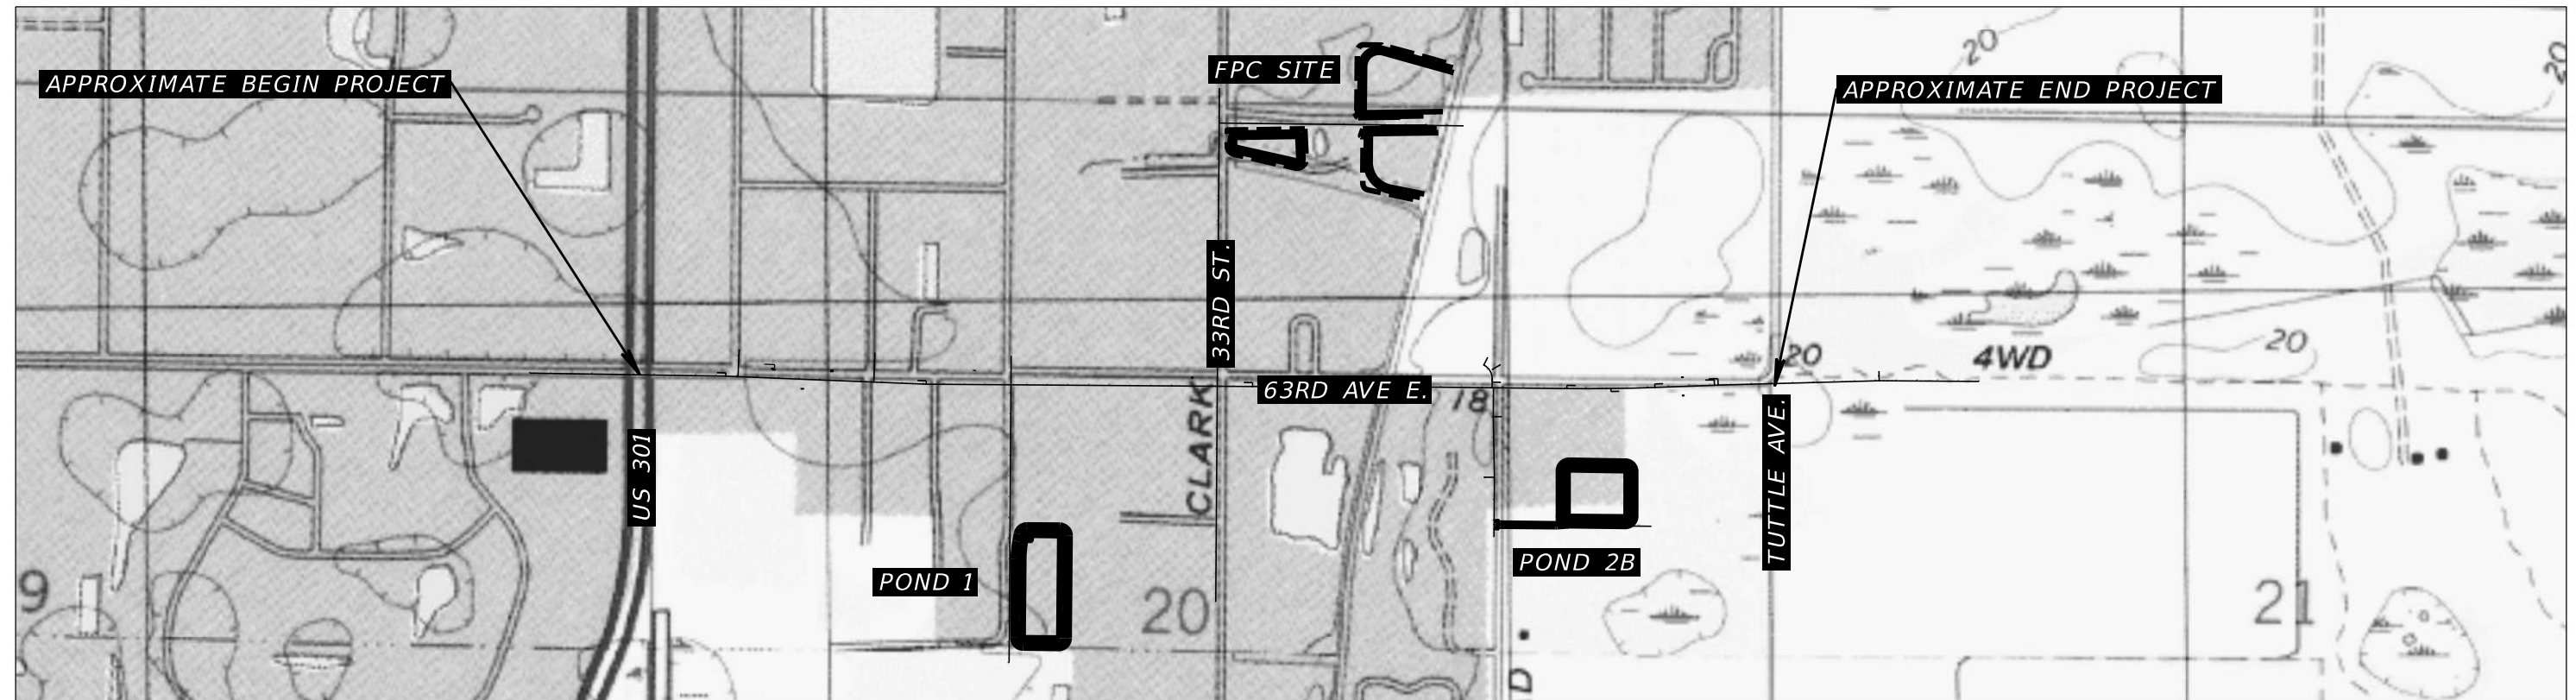 APPROXIMATE BEGIN PROJECT
FPC SITE
APPROXIMATE END PROJECT
20
20
33RD ST.
63RD AVE E.
20
4WD
20
18
CLARK
US 301
TUTTLE AVE.
POND 1
POND 2B
9
20
21
D